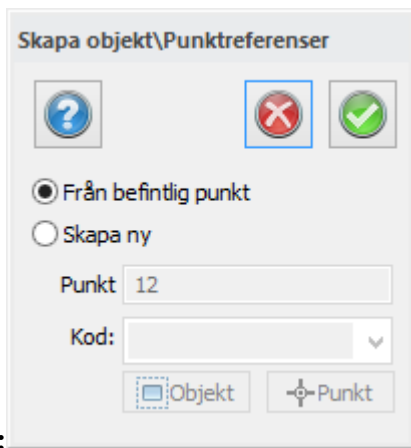 Skapa objekt\Punktreferenser
Från befintlig punkt
Skapa ny
Punkt 12
Kod:
Objekt Punkt
: